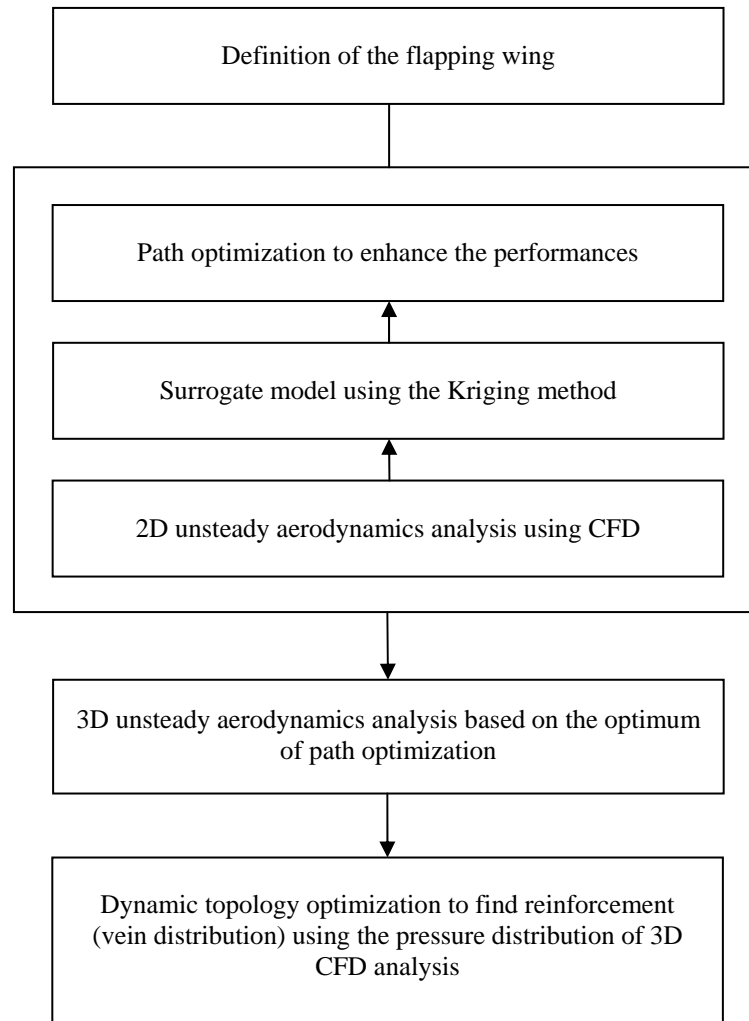 Definition of the flapping wing
Path optimization to enhance the performances
Surrogate model using the Kriging method
2D unsteady aerodynamics analysis using CFD
3D unsteady aerodynamics analysis based on the optimum
of path optimization
Dynamic topology optimization to find reinforcement
(vein distribution) using the pressure distribution of 3D
CFD analysis